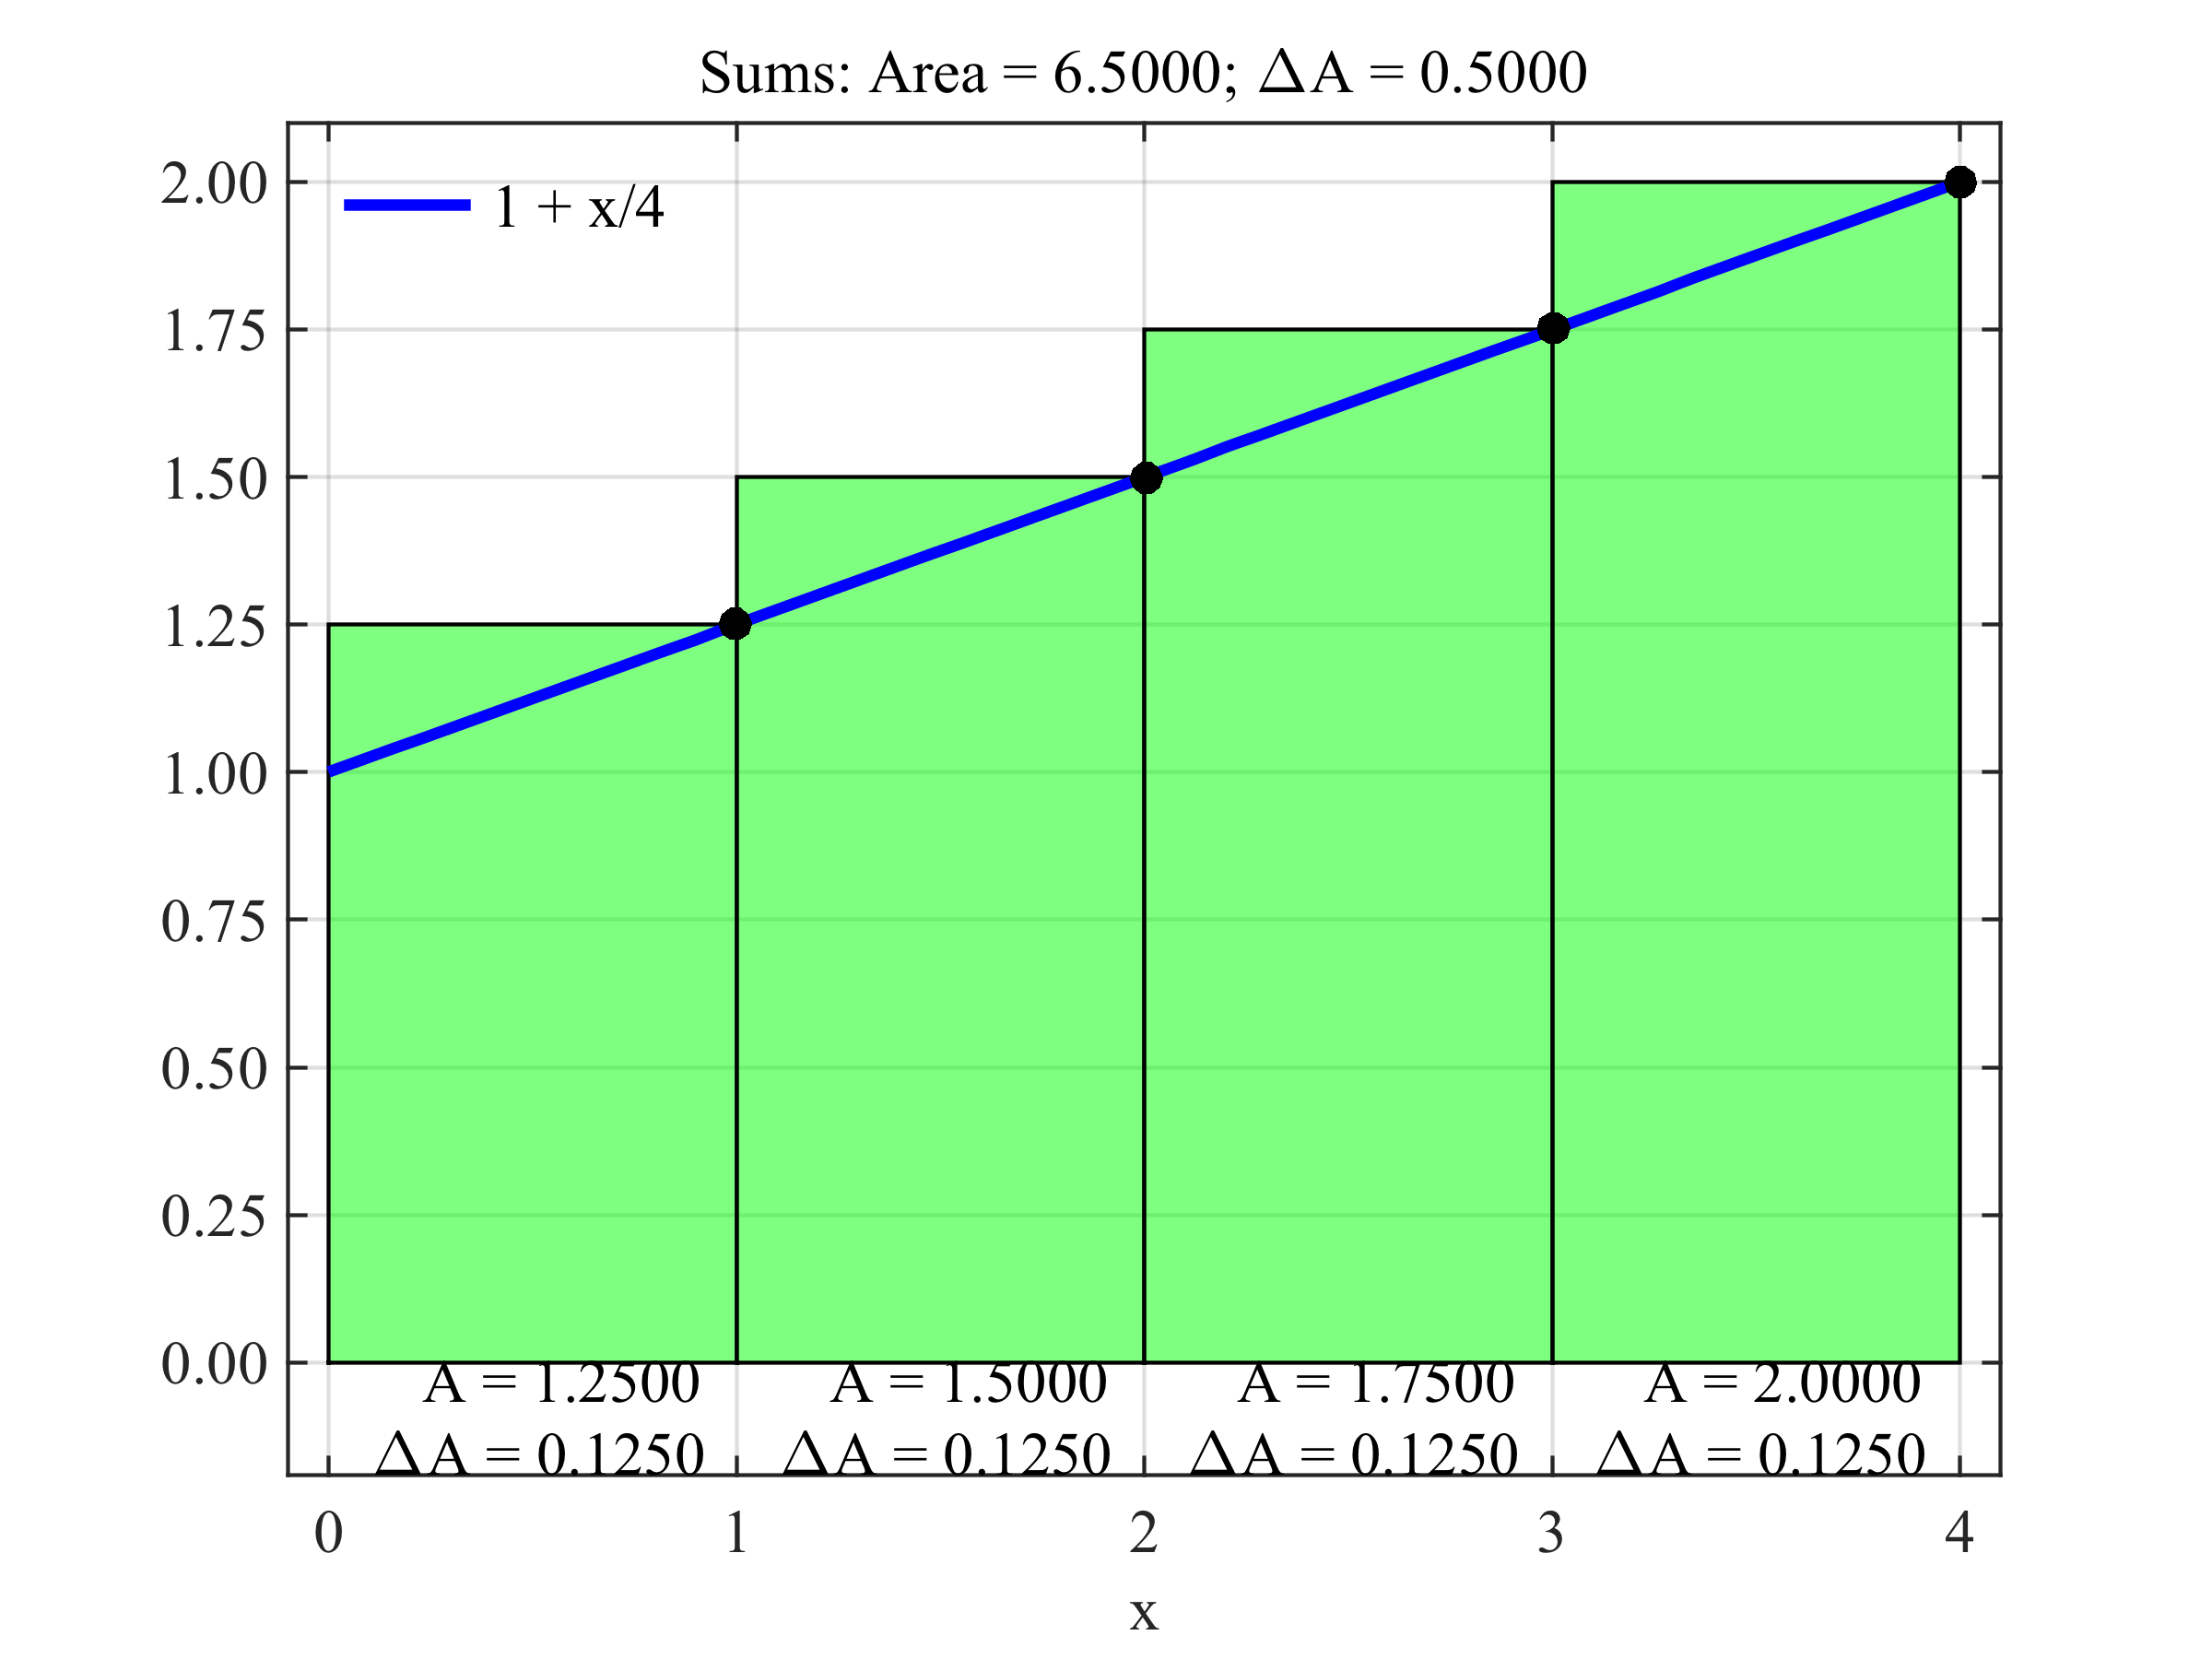 Sums: Area = 6.5000; ΔA = 0.5000
1 + x/4
2.00
1.75
1.50
1.25
1.00
0.75
0.50
0.25
0.00
A = 1.2500 A = 1.5000 A = 1.7500 A = 2.0000
ΔA = 0.1250 ΔA = 0.1250 ΔA = 0.1250 ΔA = 0.1250
0 1 2 3 4
x